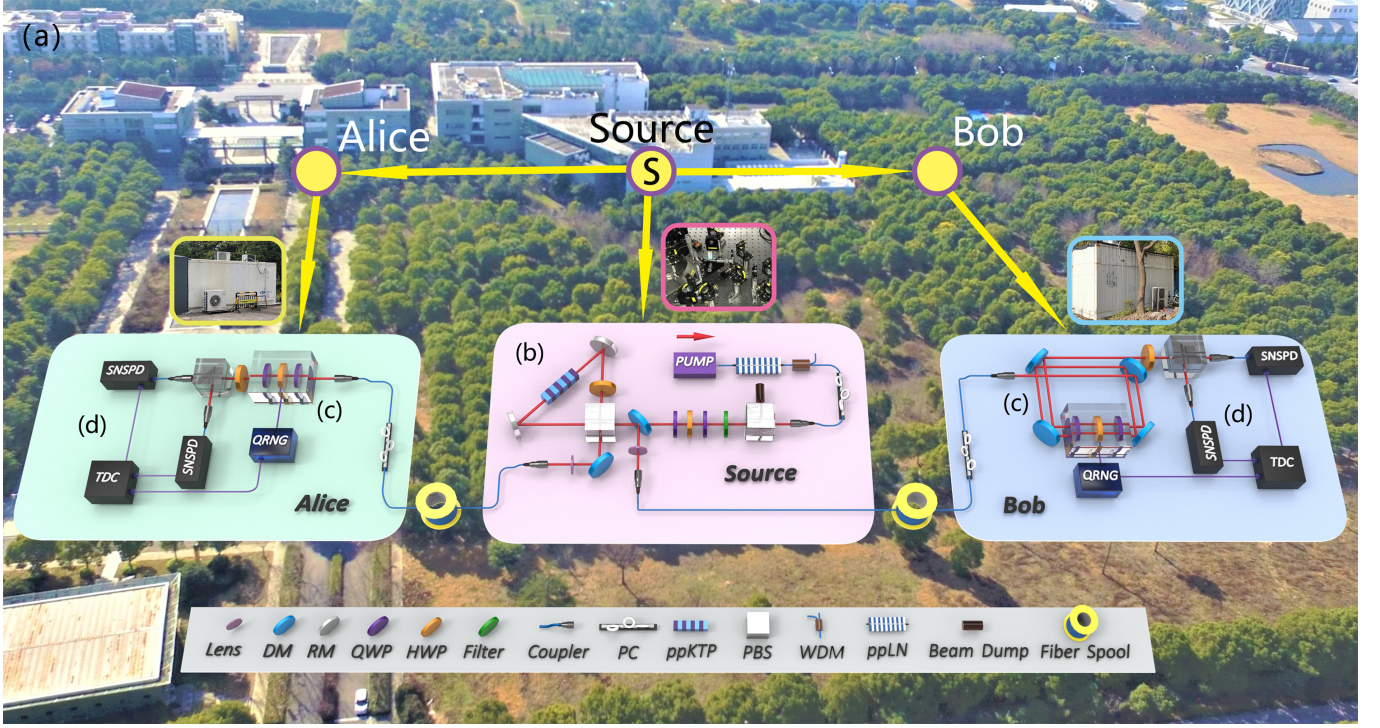 (a)
Alice
Source
Bob
S
(b)
PUMP
SNSPD
SNSPD
(c)
(c)
(d)
(d)
QRNG
SNSPD
SNSPD
TDC
TDC
QRNG
Source
Alice
Bob
Lens DM RM QWP HWP Filter Coupler PC ppKTP PBS WDM ppLN Beam Dump Fiber Spool